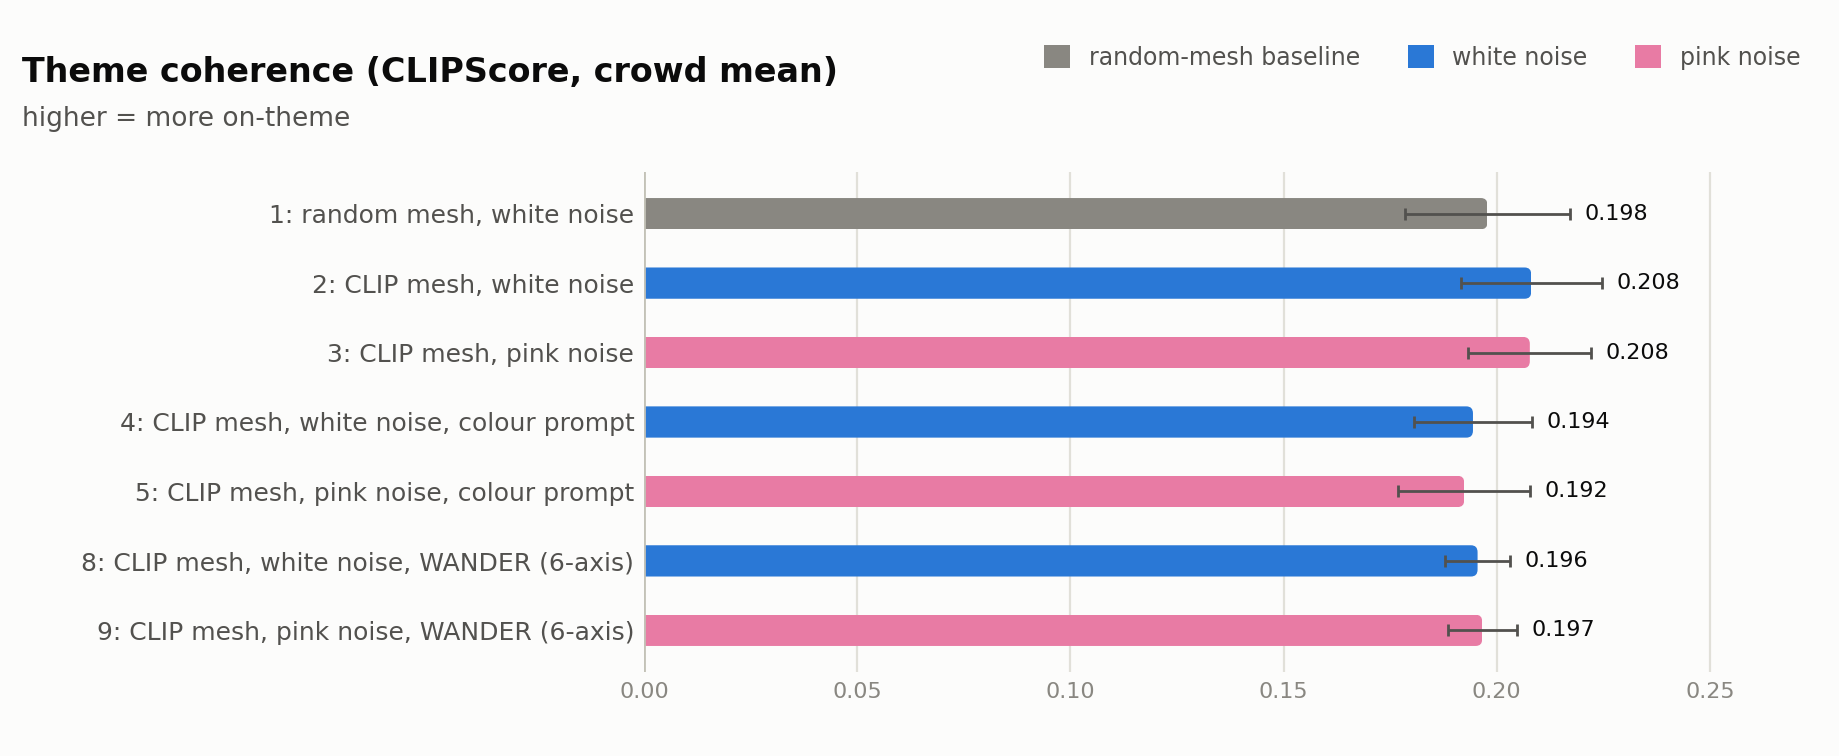 Theme coherence (CLIPScore, crowd mean)
higher = more on-theme
random-mesh baseline
white noise
pink noise
1: random mesh, white noise
0.198
2: CLIP mesh, white noise
0.208
3: CLIP mesh, pink noise
0.208
4: CLIP mesh, white noise, colour prompt
0.194
5: CLIP mesh, pink noise, colour prompt
0.192
8: CLIP mesh, white noise, WANDER (6-axis)
0.196
9: CLIP mesh, pink noise, WANDER (6-axis)
0.197
0.00 0.05 0.10 0.15 0.20 0.25